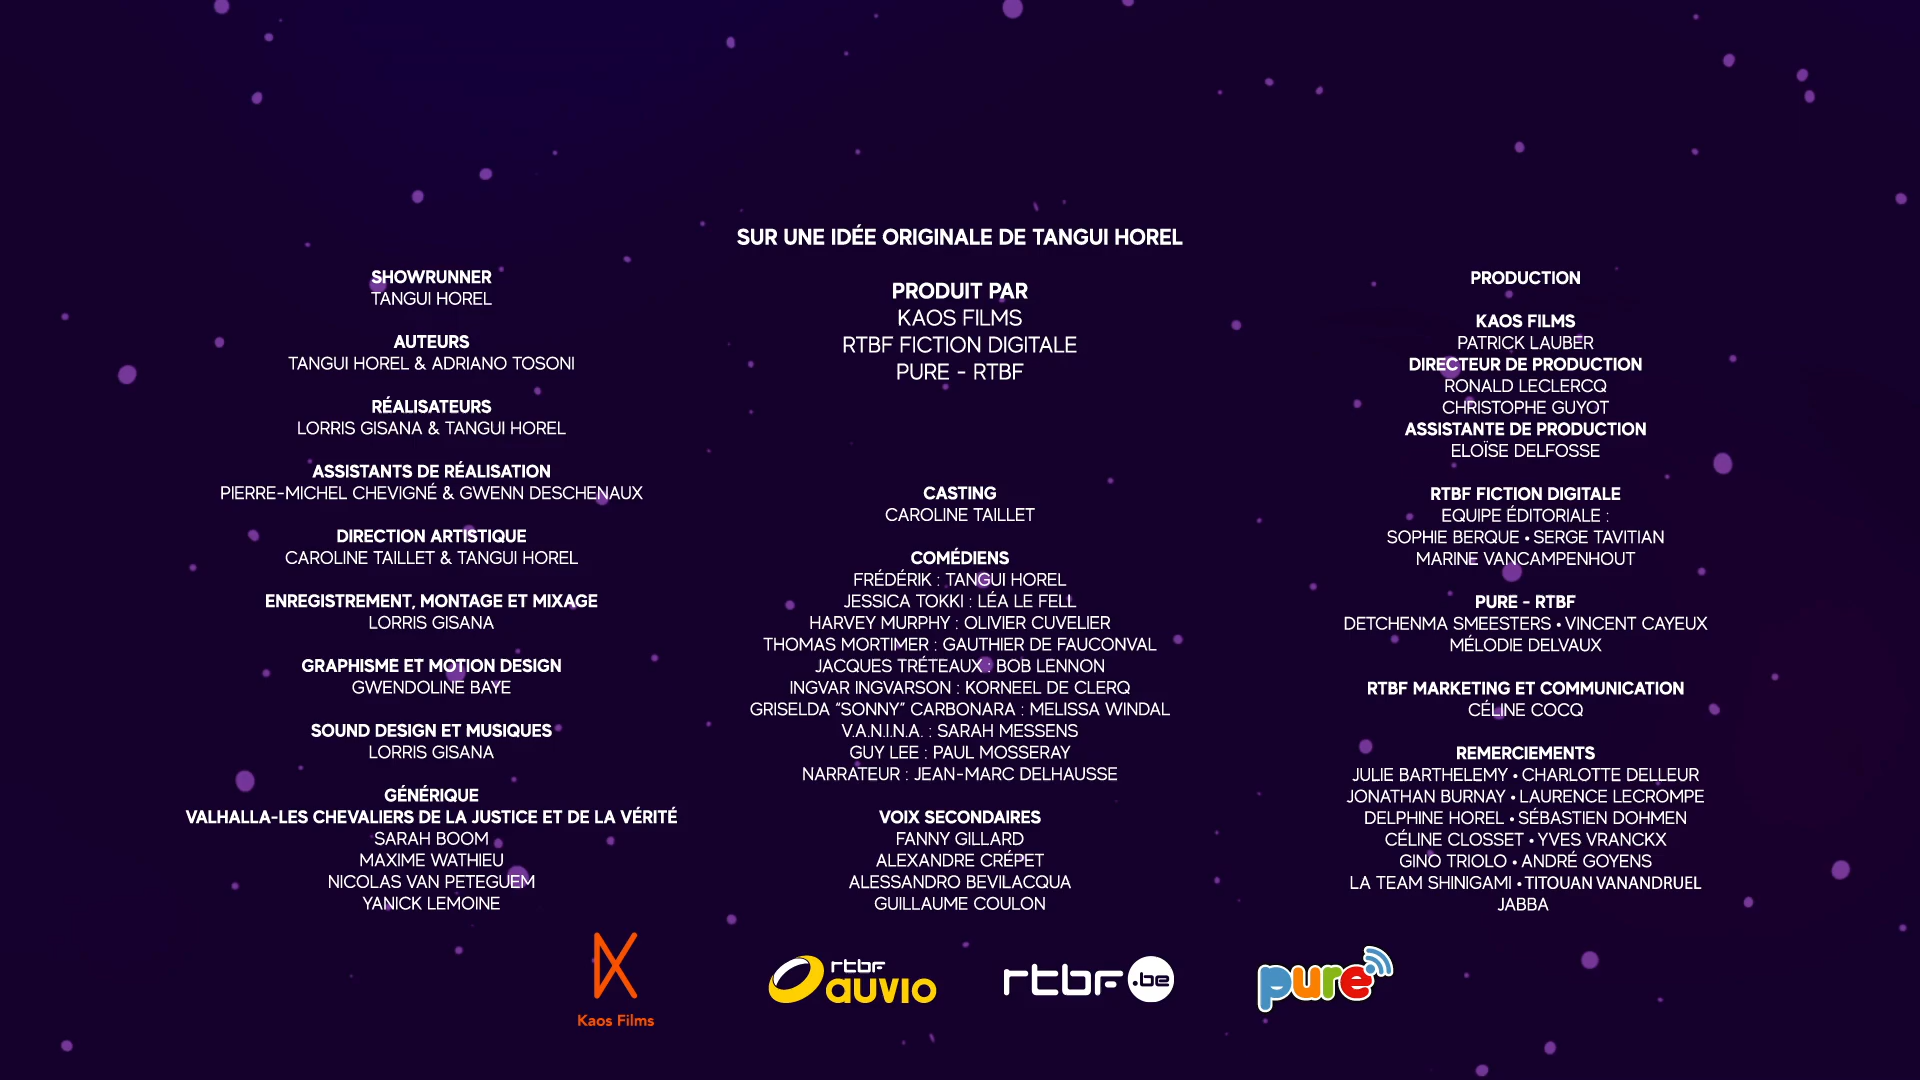 SUR UNE IDÉE ORIGINALE DE TANGUI HOREL
SHOWRUNNER
TANGUI HOREL
AUTEURS
TANGUI HOREL & ADRIANO TOSONI
RÉALISATEURS
LORRIS GISANA & TANGUI HOREL
ASSISTANTS DE RÉALISATION
PIERRE-MICHEL CHEVIGNÉ & GWENN DESCHENAUX
DIRECTION ARTISTIQUE
CAROLINE TAILLET & TANGUI HOREL
ENREGISTREMENT, MONTAGE ET MIXAGE
LORRIS GISANA
GRAPHISME ET MOTION DESIGN
GWENDOLINE BAYE
SOUND DESIGN ET MUSIQUES
LORRIS GISANA
GÉNÉRIQUE
VALHALLA-LES CHEVALIERS DE LA JUSTICE ET DE LA VÉRITÉ
SARAH BOOM
MAXIME WATHIEU
NICOLAS VAN PETEGUEM
YANICK LEMOINE
PRODUIT PAR
KAOS FILMS
RTBF FICTION DIGITALE
PURE - RTBF
CASTING
CAROLINE TAILLET
COMÉDIENS
FRÉDÉRIK : TANGUI HOREL
JESSICA TOKKI : LÉA LE FELL
HARVEY MURPHY : OLIVIER CUVELIER
THOMAS MORTIMER : GAUTHIER DE FAUCONVAL
JACQUES TRÉTEAUX : BOB LENNON
INGVAR INGVARSON : KORNEEL DE CLERQ
GRISELDA “SONNY” CARBONARA : MELISSA WINDAL
V.A.N.I.N.A. : SARAH MESSENS
GUY LEE : PAUL MOSSERAY
NARRATEUR : JEAN-MARC DELHAUSSE
VOIX SECONDAIRES
FANNY GILLARD
ALEXANDRE CRÉPET
ALESSANDRO BEVILACQUA
GUILLAUME COULON
PRODUCTION
KAOS FILMS
PATRICK LAUBER
DIRECTEUR DE PRODUCTION
RONALD LECLERCQ
CHRISTOPHE GUYOT
ASSISTANTE DE PRODUCTION
ELOÏSE DELFOSSE
RTBF FICTION DIGITALE
EQUIPE ÉDITORIALE :
SOPHIE BERQUE • SERGE TAVITIAN
MARINE VANCAMPENHOUT
PURE - RTBF
DETCHENMA SMEESTERS • VINCENT CAYEUX
MÉLODIE DELVAUX
RTBF MARKETING ET COMMUNICATION
CÉLINE COCQ
REMERCIEMENTS
JULIE BARTHELEMY • CHARLOTTE DELLEUR
JONATHAN BURNAY • LAURENCE LECROMPE
DELPHINE HOREL • SÉBASTIEN DOHMEN
CÉLINE CLOSSET • YVES VRANCKX
GINO TRIOLO • ANDRÉ GOYENS
LA TEAM SHINIGAMI • TITOUAN VANANDRUEL
JABBA
Kaos Films
rtbf
auvio
rtbf.be
pure